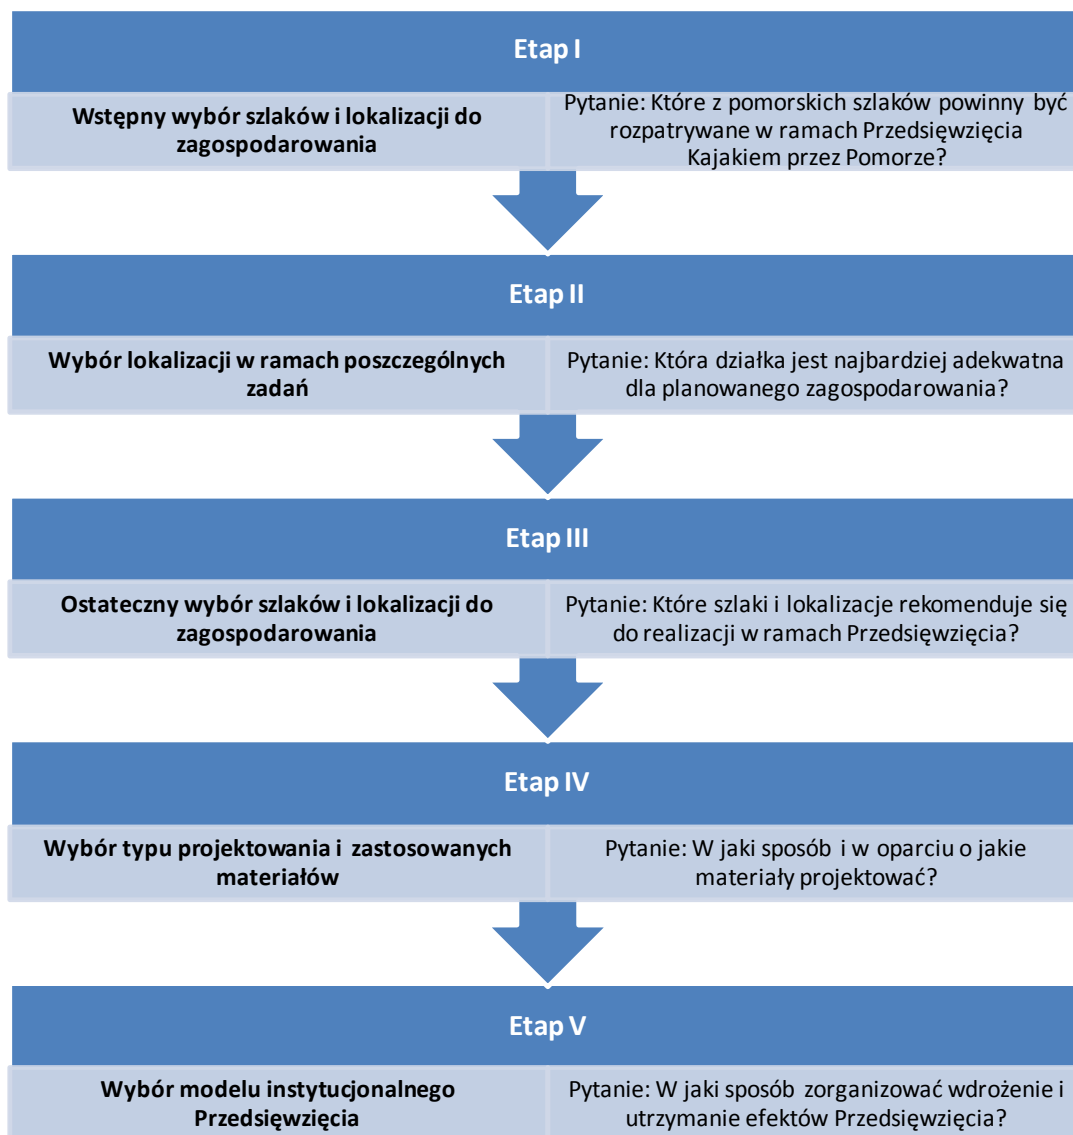 Etap I
Wstępny wybór szlaków i lokalizacji do
zagospodarowania
Pytanie: Które z pomorskich szlaków powinny być
rozpatrywane w ramach Przedsięwzięcia
Kajakiem przez Pomorze?
Etap II
Wybór lokalizacji w ramach poszczególnych
zadań
Pytanie: Która działka jest najbardziej adekwatna
dla planowanego zagospodarowania?
Etap III
Ostateczny wybór szlaków i lokalizacji do
zagospodarowania
Pytanie: Które szlaki i lokalizacje rekomenduje się
do realizacji w ramach Przedsięwzięcia?
Etap IV
Wybór typu projektowania i zastosowanych
materiałów
Pytanie: W jaki sposób i w oparciu o jakie
materiały projektować?
Etap V
Wybór modelu instytucjonalnego
Przedsięwzięcia
Pytanie: W jaki sposób zorganizować wdrożenie i
utrzymanie efektów Przedsięwzięcia?